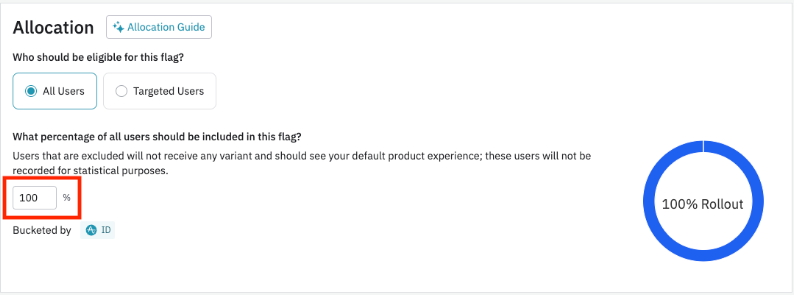 Allocation
Allocation Guide
Who should be eligible for this flag?
All Users
Targeted Users
What percentage of all users should be included in this flag?
Users that are excluded will not receive any variant and should see your default product experience; these users will not be
recorded for statistical purposes.
100 %
100% Rollout
Bucketed by ID